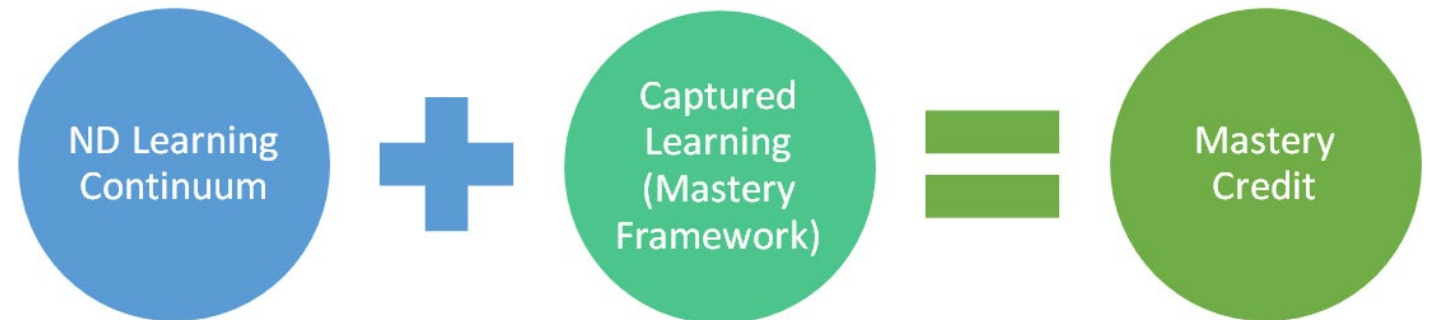 ND Learning
Continuum
Captured
Learning
(Mastery
Framework)
Mastery
Credit